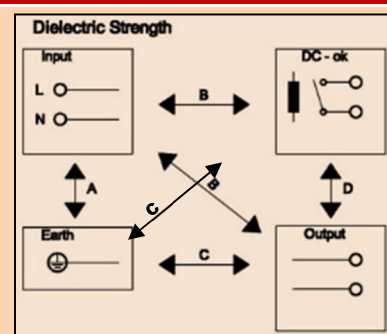 Dielectric Strength
Input
DC - ok
L
B
N
A
B
D
C
Earth
Output
C